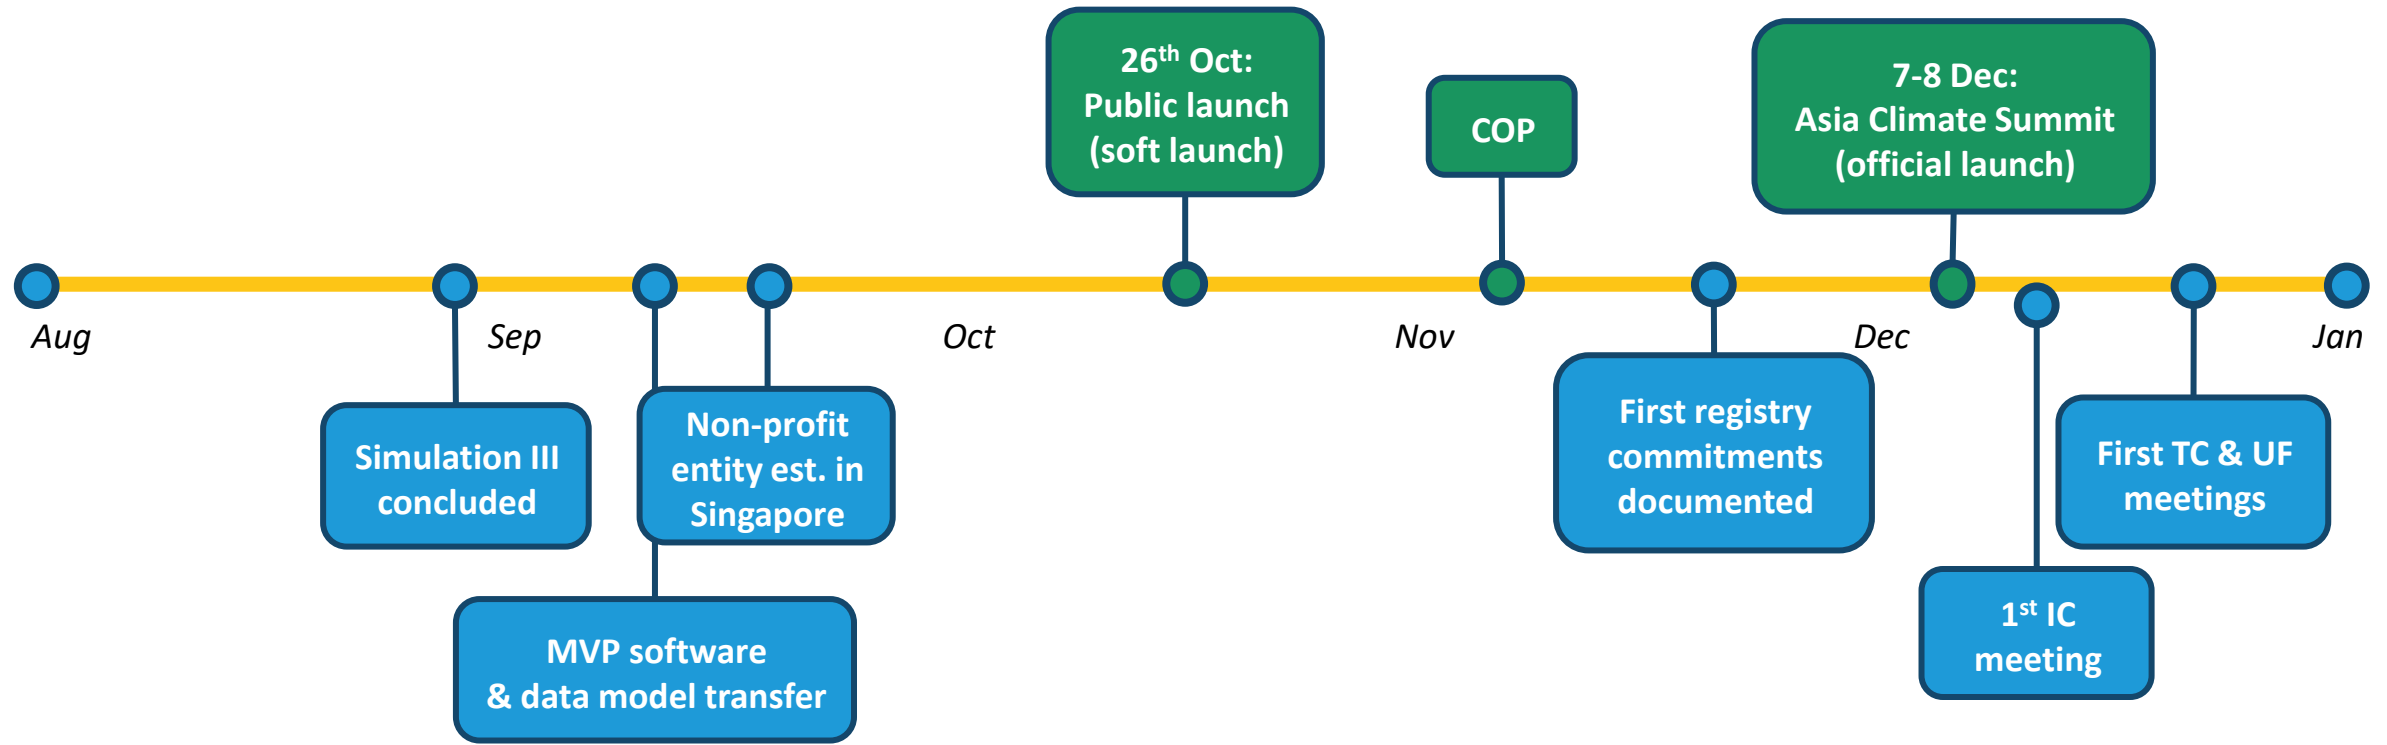 26th Oct:
Public launch
(soft launch)
COP
7-8 Dec:
Asia Climate Summit
(official launch)
Aug
Sep
Oct
Nov
Dec
Jan
Simulation III
concluded
MVP software
& data model transfer
Non-profit
entity est. in
Singapore
First registry
commitments
documented
1st IC
meeting
First TC & UF
meetings